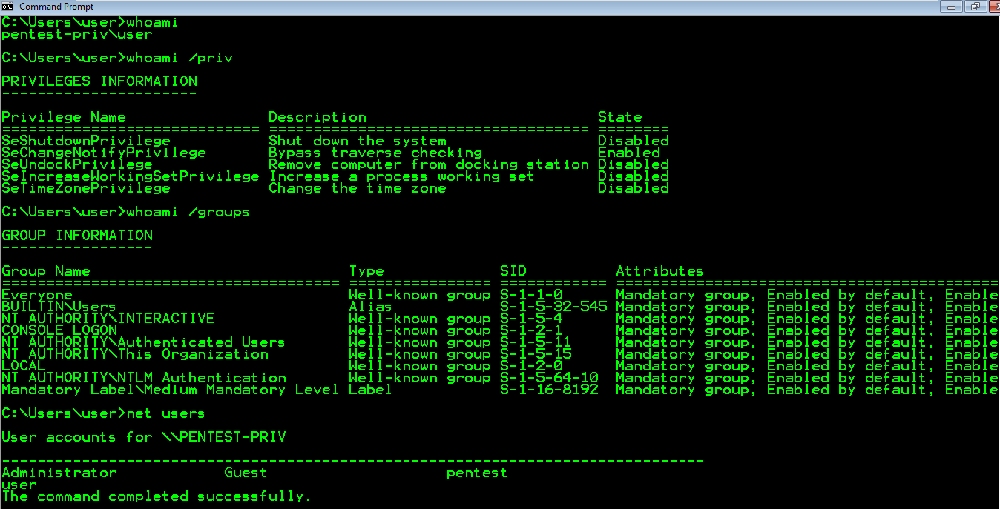 Command Prompt
C:\Users\user>whoami
pentest-priv\user
C:\Users\user>whoami /priv
PRIVILEGES INFORMATION
----------------------
Privilege Name                Description                          State
============================= ==================================== ========
SeShutdownPrivilege           Shut down the system                 Disabled
SeChangeNotifyPrivilege       Bypass traverse checking             Enabled
SeUndockPrivilege             Remove computer from docking station Disabled
SeIncreaseWorkingSetPrivilege Increase a process working set       Disabled
SeTimeZonePrivilege           Change the time zone                 Disabled
C:\Users\user>whoami /groups
GROUP INFORMATION
-----------------
Group Name                             Type             SID          Attributes
====================================== ================ ============ ===========================================
Everyone                               Well-known group S-1-1-0      Mandatory group, Enabled by default, Enable
BUILTIN\Users                          Alias            S-1-5-32-545 Mandatory group, Enabled by default, Enable
NT AUTHORITY\INTERACTIVE               Well-known group S-1-5-4      Mandatory group, Enabled by default, Enable
CONSOLE LOGON                          Well-known group S-1-2-1      Mandatory group, Enabled by default, Enable
NT AUTHORITY\Authenticated Users       Well-known group S-1-5-11     Mandatory group, Enabled by default, Enable
NT AUTHORITY\This Organization         Well-known group S-1-5-15     Mandatory group, Enabled by default, Enable
LOCAL                                  Well-known group S-1-2-0      Mandatory group, Enabled by default, Enable
NT AUTHORITY\NTLM Authentication       Well-known group S-1-5-64-10  Mandatory group, Enabled by default, Enable
Mandatory Label\Medium Mandatory Level Label            S-1-16-8192  Mandatory group, Enabled by default, Enable
C:\Users\user>net users
User accounts for \\PENTEST-PRIV
-------------------------------------------------------------------------------
Administrator            Guest                    pentest
user
The command completed successfully.